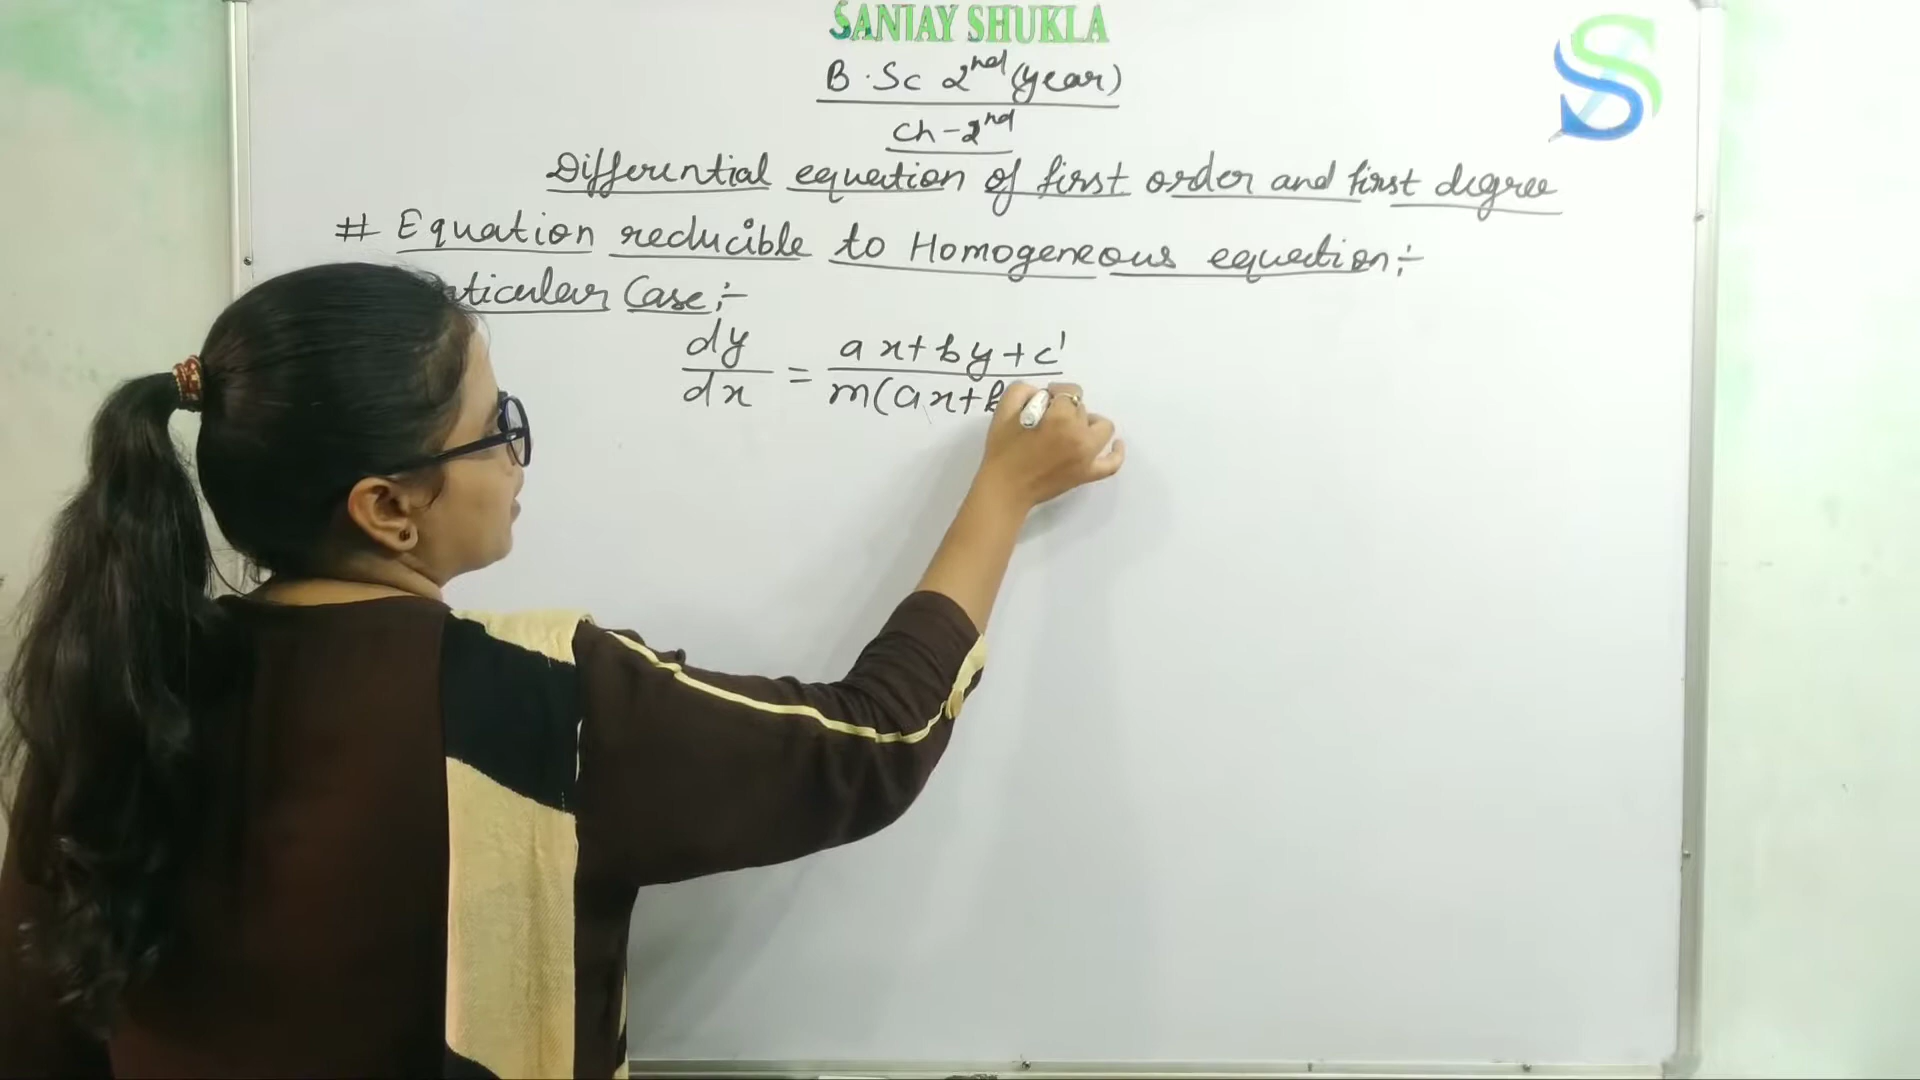 SANJAY SHUKLA
B.Sc 2nd (year)
Ch-2nd
Differential equation of first order and first degree
# Equation reducible to Homogeneous equation:-
Case:-
dy/dx = ax+by+c'/m(ax+b